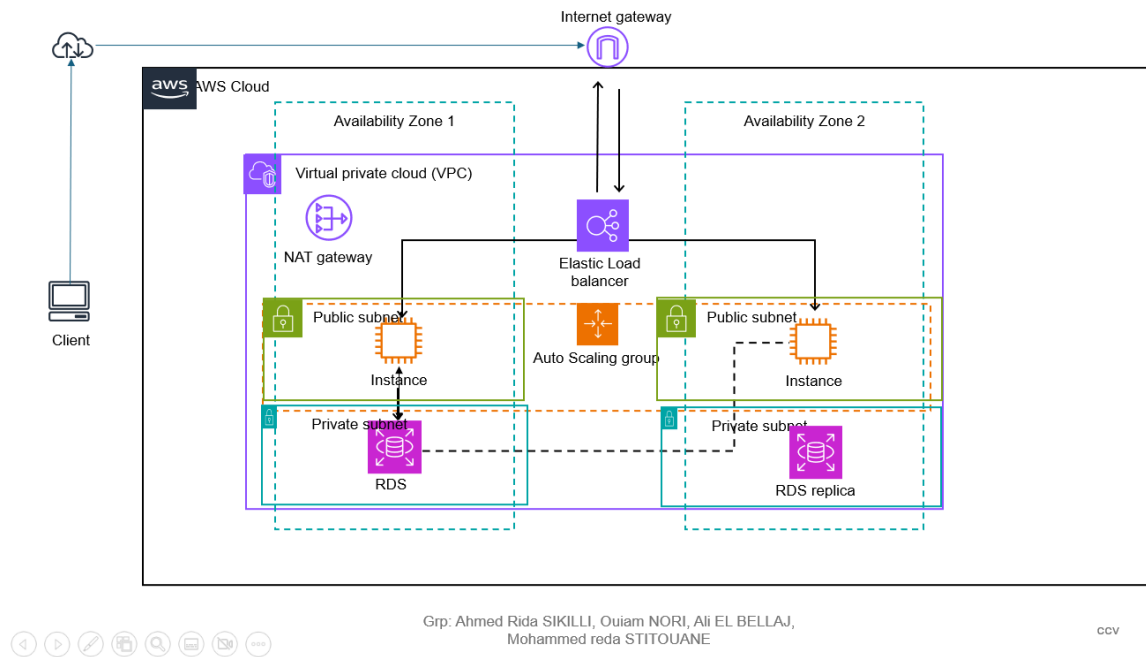 Internet gateway
aws
AWS Cloud
Availability Zone 1
Availability Zone 2
Virtual private cloud (VPC)
NAT gateway
Elastic Load
balancer
Client
Public subnet
Public subnet
Auto Scaling group
Instance
Instance
Private subnet
Private subnet
RDS
RDS replica
Grp: Ahmed Rida SIKILLI, Ouiam NORI, Ali EL BELLAJ,
Mohammed reda STITOUANE
ccv